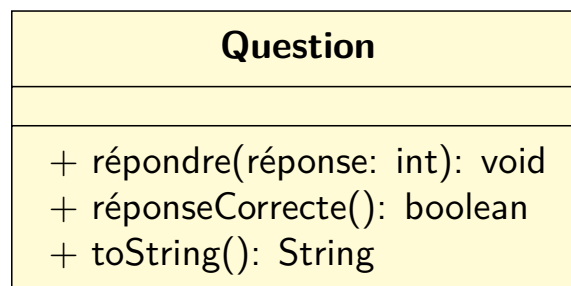 Question
+ répondre(réponse: int): void
+ réponseCorrecte(): boolean
+ toString(): String